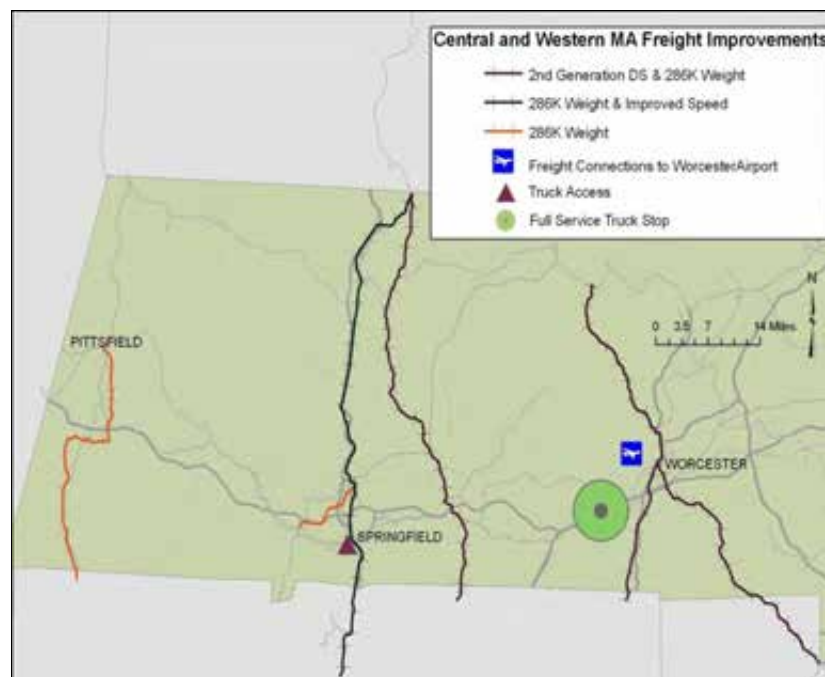 Central and Western MA Freight Improvements
2nd Generation DS & 286K Weight
286K Weight & Improved Speed
286K Weight
Freight Connections to WorcesterAirport
Truck Access
Full Service Truck Stop
N
0 3.5 7 14 Miles
PITTSFIELD
WORCESTER
SPRINGFIELD